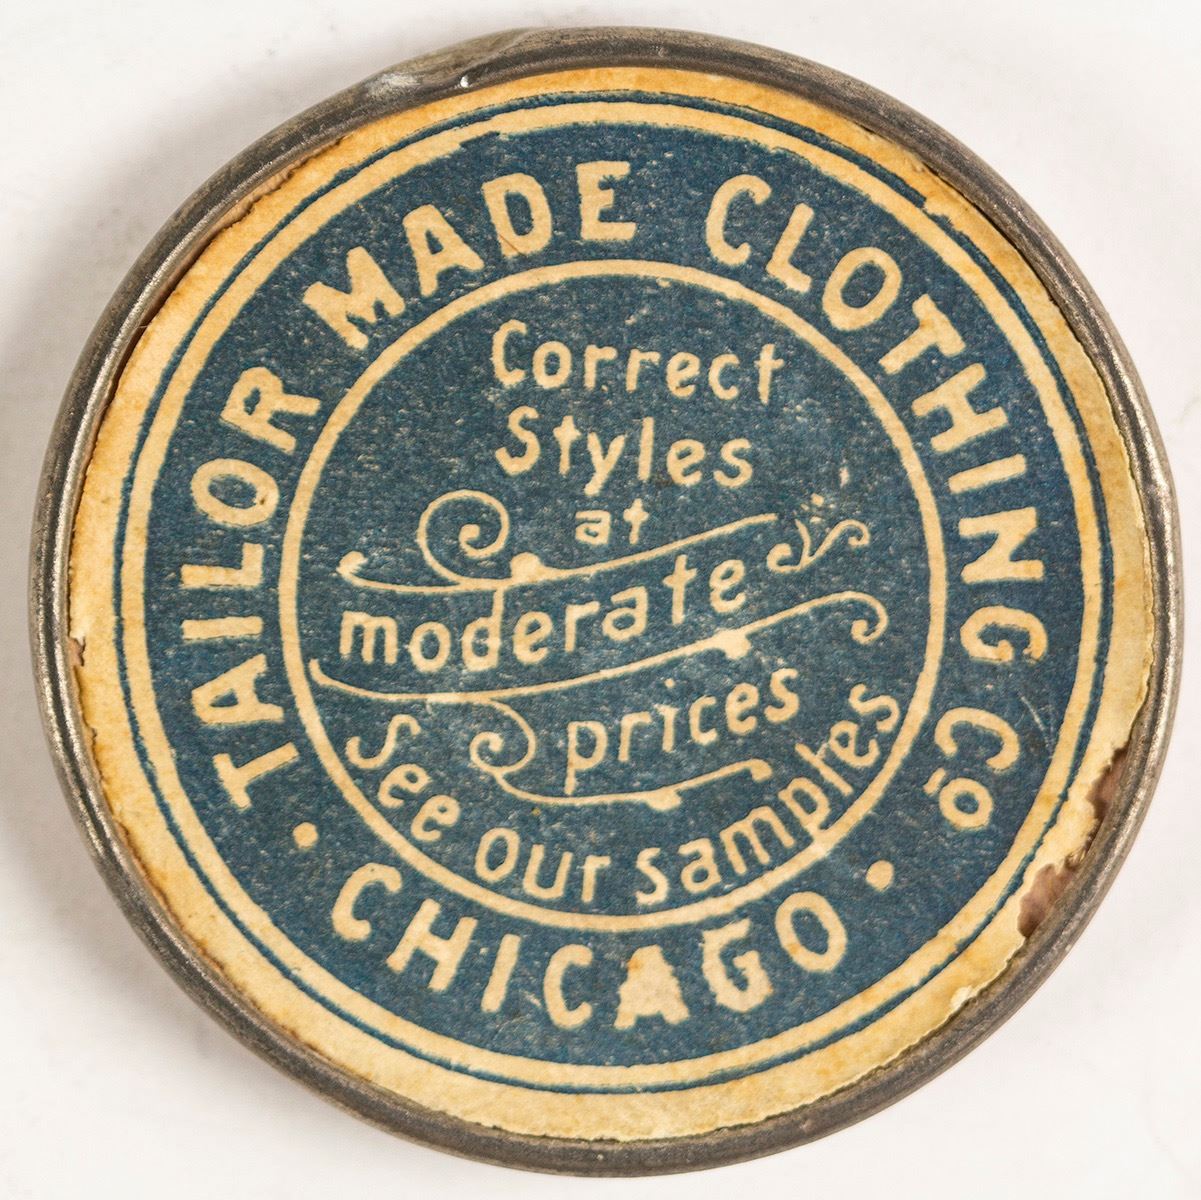 TAILOR MADE CLOTHING Co
• CHICAGO •
Correct
Styles
at
moderate
prices
See our samples